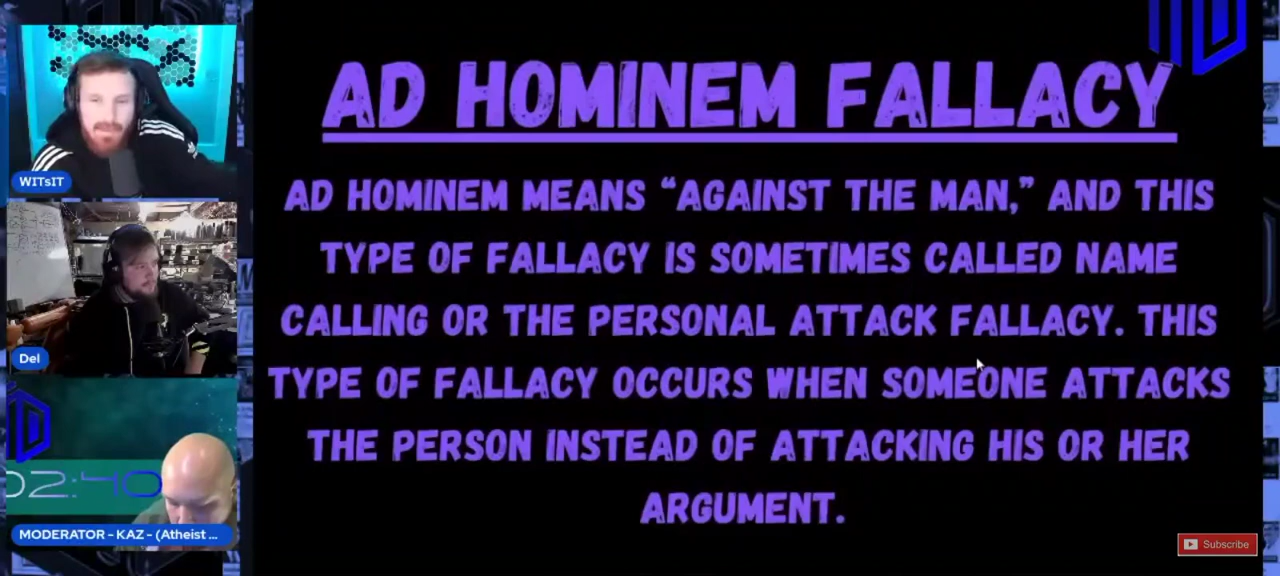 AD HOMINEM FALLACY
AD HOMINEM MEANS “AGAINST THE MAN,” AND THIS
TYPE OF FALLACY IS SOMETIMES CALLED NAME
CALLING OR THE PERSONAL ATTACK FALLACY. THIS
TYPE OF FALLACY OCCURS WHEN SOMEONE ATTACKS
THE PERSON INSTEAD OF ATTACKING HIS OR HER
ARGUMENT.
WITsIT
Del
02:40
MODERATOR - KAZ - (Atheist ...
Subscribe